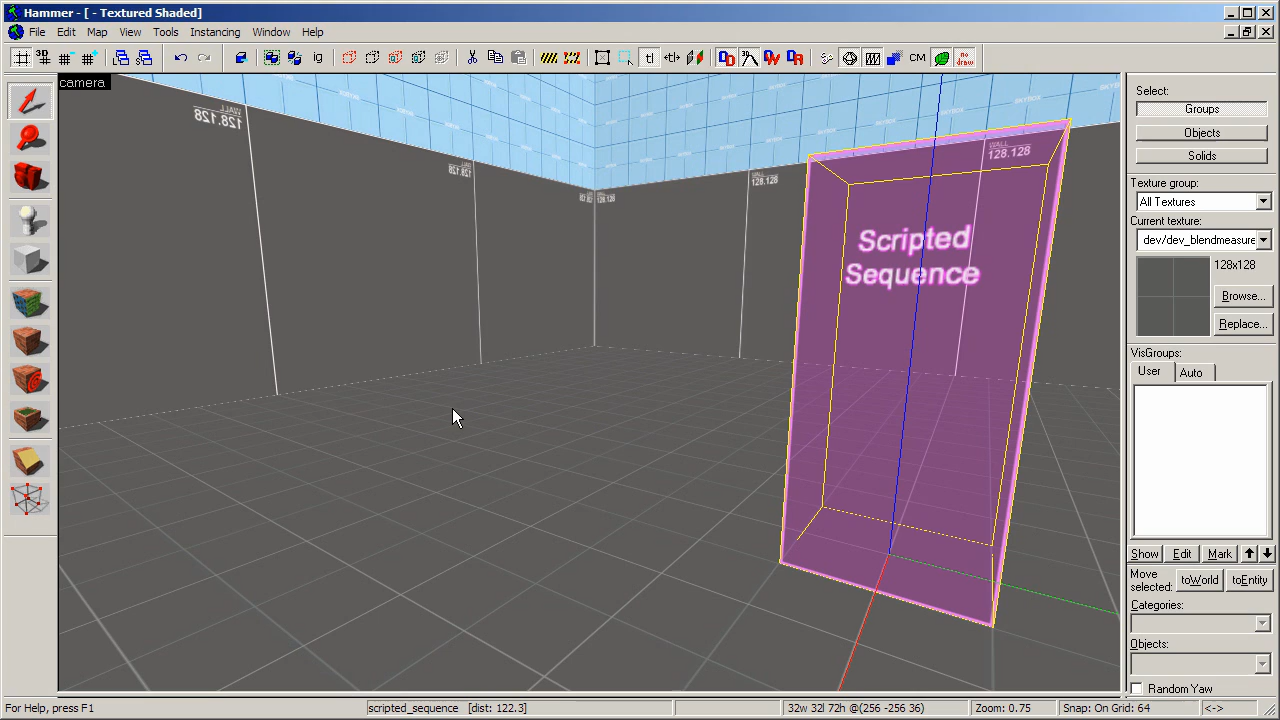 Hammer - [ - Textured Shaded]
File Edit Map View Tools Instancing Window Help
camera
WALL
128.128
WALL
128.128
WALL
128.128
Scripted
Sequence
Select:
Groups
Objects
Solids
Texture group:
All Textures
Current texture:
dev/dev_blendmeasure
128x128
Browse...
Replace...
VisGroups:
User Auto
Show Edit Mark
Move
selected:
toWorld toEntity
Categories:
Objects:
Random Yaw
For Help, press F1
scripted_sequence [dist: 122.3]
32w 32l 72h @(256 -256 36)
Zoom: 0.75
Snap: On Grid: 64
<->